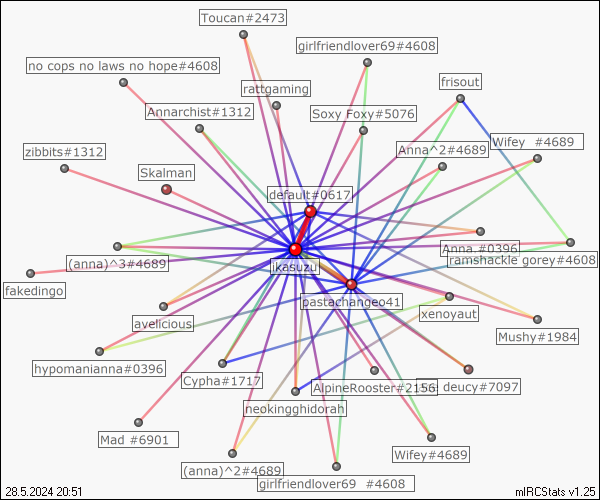 Toucan#2473
girlfriendlover69#4608
no cops no laws no hope#4608
frisout
rattgaming
Annarchist#1312
Soxy Foxy#5076
Wifey #4689
zibbits#1312
Anna^2#4689
Skalman
default#0617
Anna #0396
(anna)^3#4689
jkasuzu
ramshackle gorey#4608
fakedingo
pastachangeo41
xenoyaut
avelicious
Mushy#1984
hypomanianna#0396
Cypha#1717
AlpineRooster#2156
deucy#7097
neokingghidorah
Mad #6901
Wifey#4689
(anna)^2#4689
girlfriendlover69 #4608
28.5.2024 20:51
mIRCStats v1.25